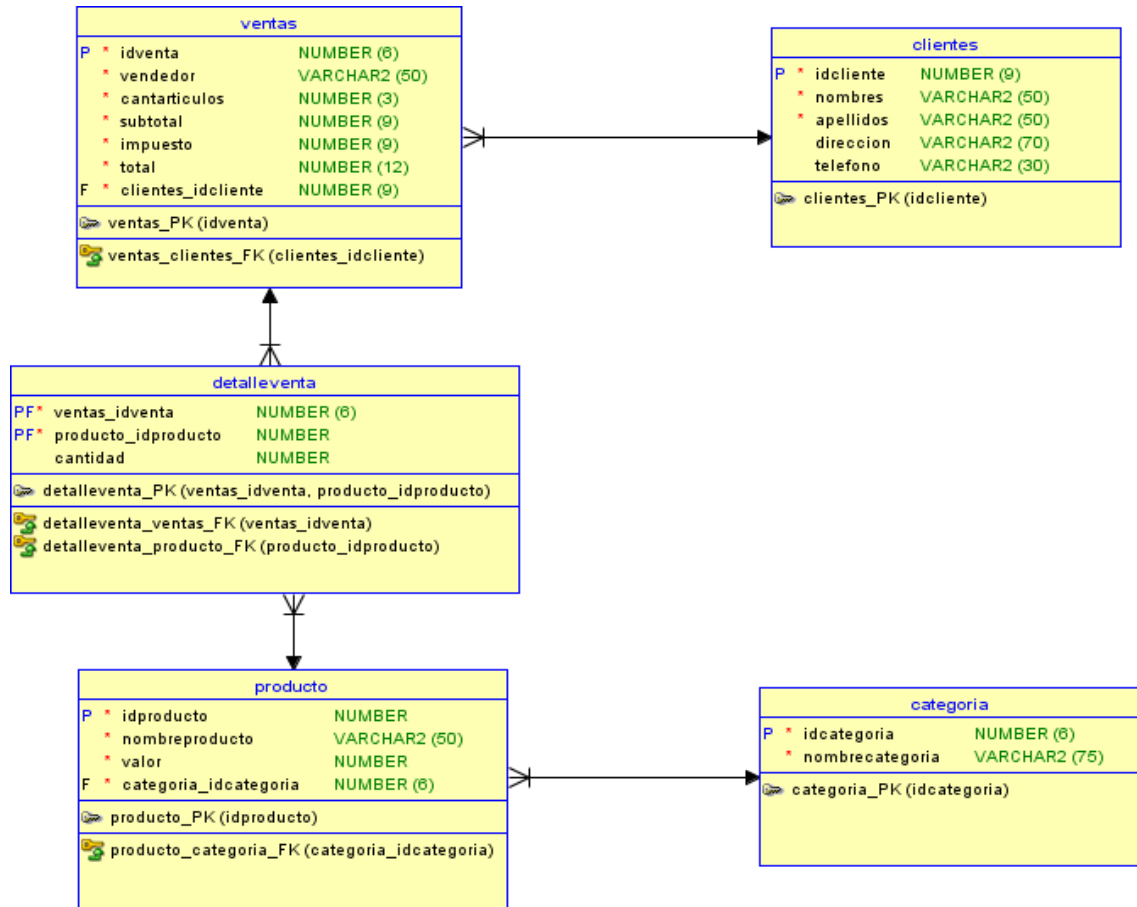 ventas
P * idventa NUMBER (6)
* vendedor VARCHAR2 (50)
* cantarticulos NUMBER (3)
* subtotal NUMBER (9)
* impuesto NUMBER (9)
* total NUMBER (12)
F * clientes_idcliente NUMBER (9)
ventas_PK (idventa)
ventas_clientes_FK (clientes_idcliente)
clientes
P * idcliente NUMBER (9)
* nombres VARCHAR2 (50)
* apellidos VARCHAR2 (50)
direccion VARCHAR2 (70)
telefono VARCHAR2 (30)
clientes_PK (idcliente)
detalleventa
PF* ventas_idventa NUMBER (6)
PF* producto_idproducto NUMBER
cantidad NUMBER
detalleventa_PK (ventas_idventa, producto_idproducto)
detalleventa_ventas_FK (ventas_idventa)
detalleventa_producto_FK (producto_idproducto)
producto
P * idproducto NUMBER
* nombreproducto VARCHAR2 (50)
* valor NUMBER
F * categoria_idcategoria NUMBER (6)
producto_PK (idproducto)
producto_categoria_FK (categoria_idcategoria)
categoria
P * idcategoria NUMBER (6)
* nombrecategoria VARCHAR2 (75)
categoria_PK (idcategoria)